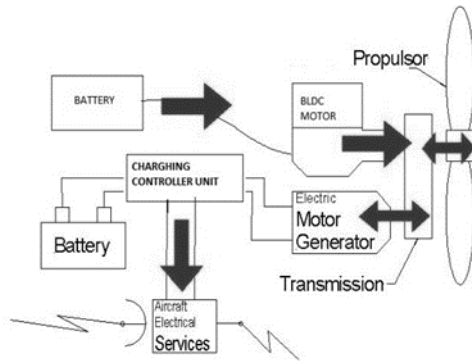 Propulsor
BATTERY
BLDC
MOTOR
CHARGHING
CONTROLLER UNIT
Electric
Motor
Generator
Battery
Transmission
Aircraft
Electrical
Services